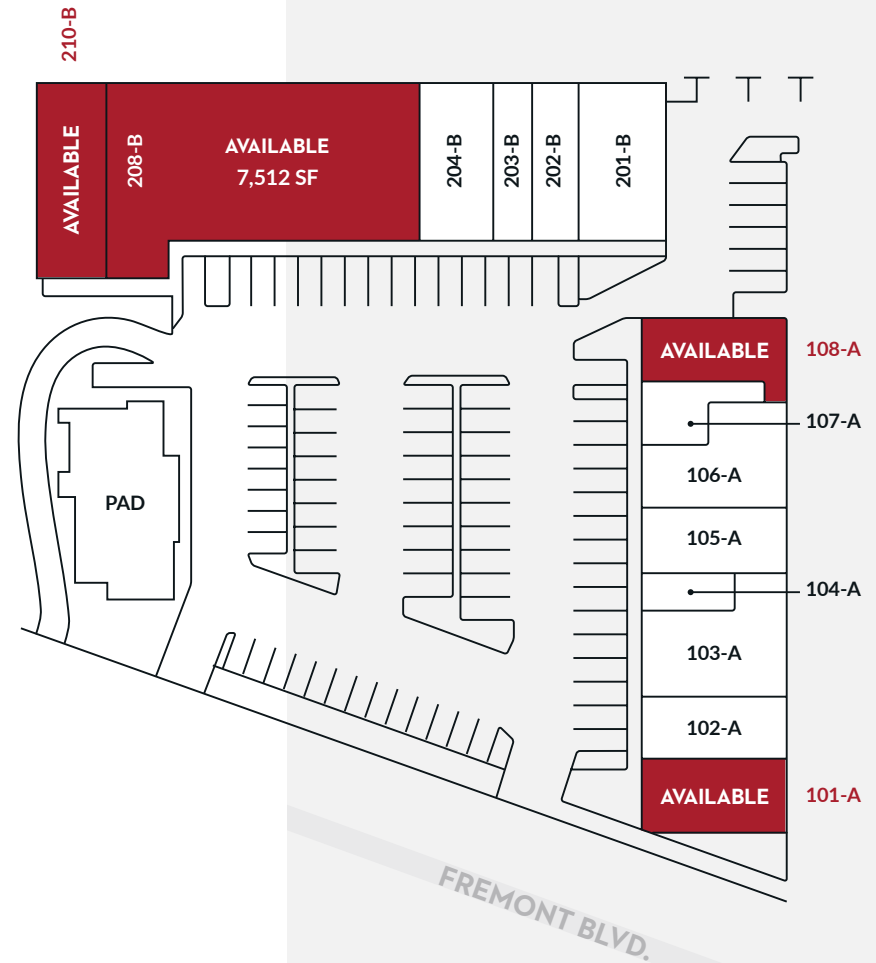 210-B
AVAILABLE
208-B
AVAILABLE
7,512 SF
204-B
203-B
202-B
201-B
AVAILABLE
108-A
107-A
106-A
105-A
104-A
103-A
102-A
AVAILABLE
101-A
PAD
FREMONT BLVD.